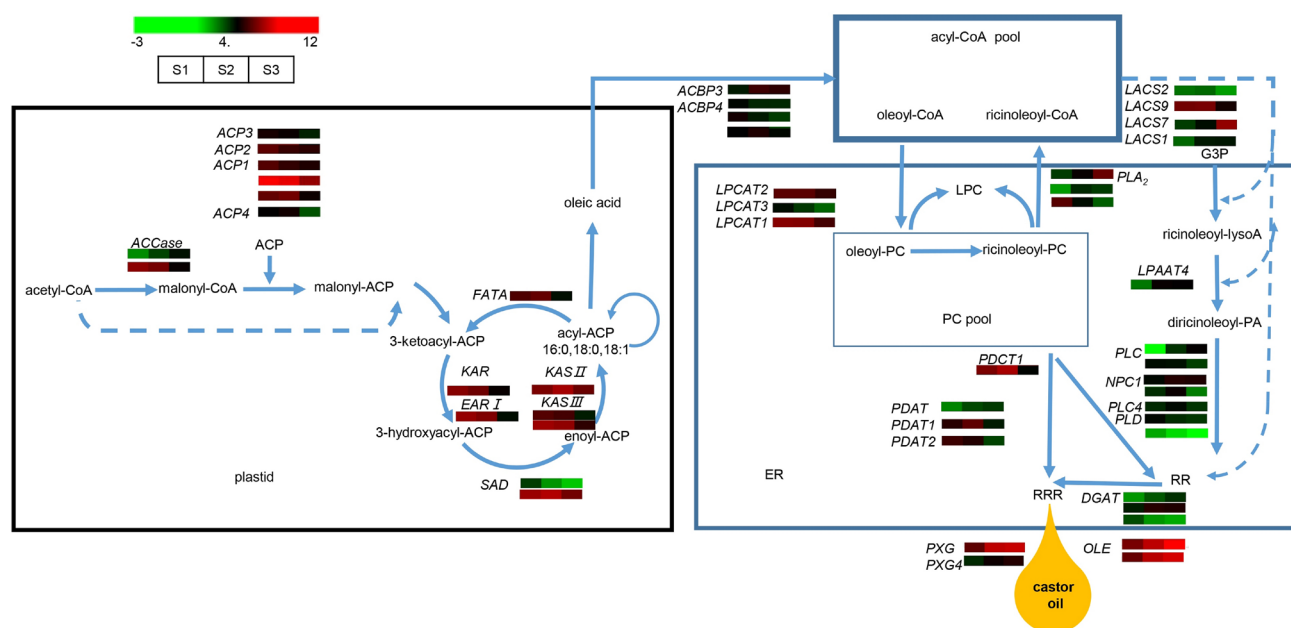 -3 4. 12
S1 S2 S3
ACP3
ACP2
ACP1
ACP4
ACCase
ACP
acetyl-CoA
malonyl-CoA
malonyl-ACP
oleic acid
FATA
3-ketoacyl-ACP
acyl-ACP
16:0,18:0,18:1
KAR
KASⅡ
EARⅠ
KASⅢ
3-hydroxyacyl-ACP
enoyl-ACP
SAD
plastid
ACBP3
ACBP4
acyl-CoA pool
oleoyl-CoA
ricinoleoyl-CoA
LACS2
LACS9
LACS7
LACS1
G3P
LPCAT2
LPCAT3
LPCAT1
LPC
PLA2
oleoyl-PC
ricinoleoyl-PC
PC pool
ricinoleoyl-lysoA
LPAAT4
diricinoleoyl-PA
PDCT1
PLC
NPC1
PLC4
PLD
PDAT
PDAT1
PDAT2
ER
RRR
RR
DGAT
PXG
PXG4
OLE
castor
oil